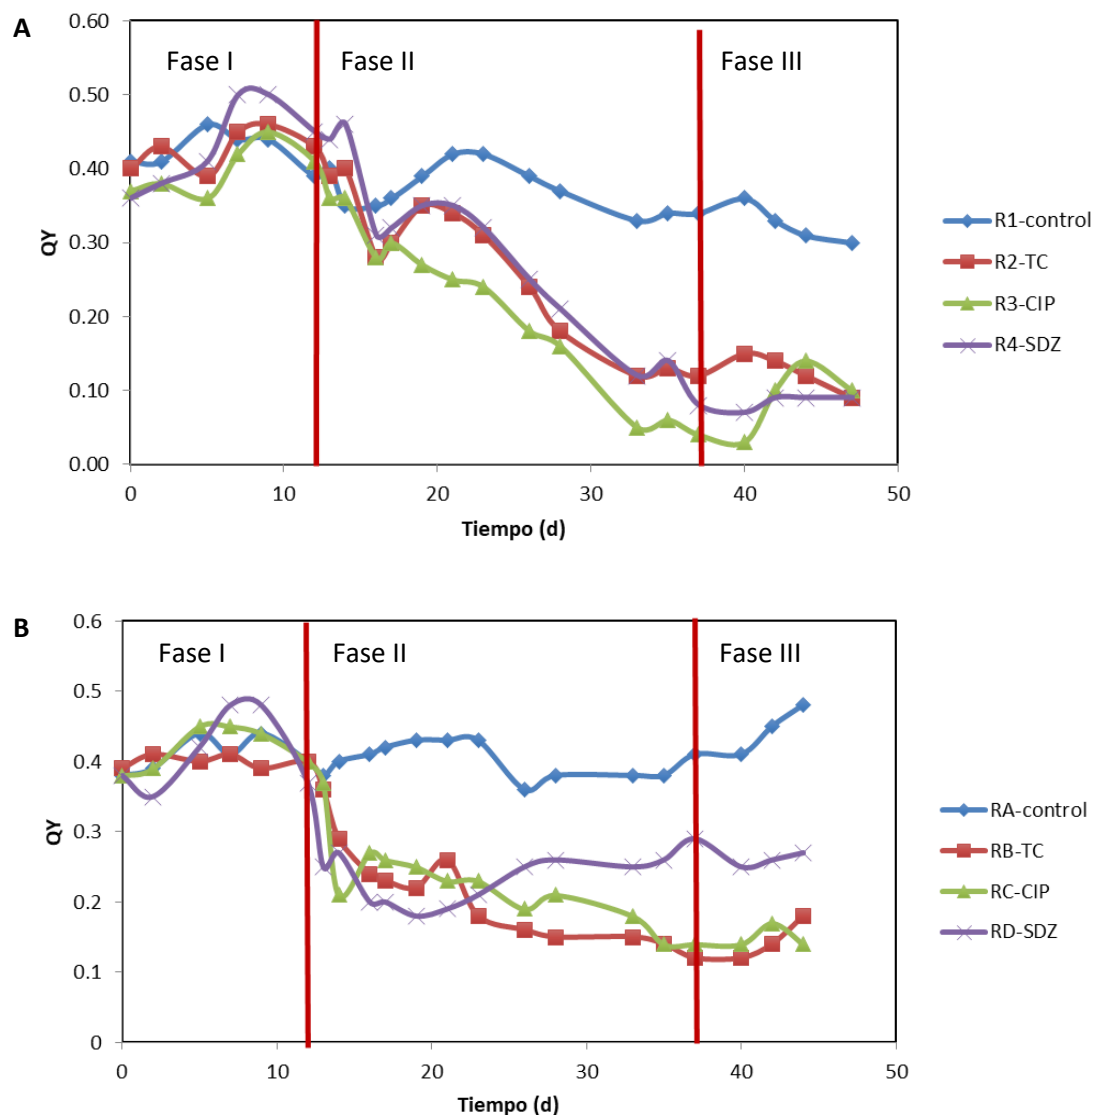 A
0.60
0.50
0.40
0.30
0.20
0.10
0.00
QY
Fase I
Fase II
Fase III
0
10
20
30
40
50
Tiempo (d)
R1-control
R2-TC
R3-CIP
R4-SDZ
B
0.6
0.5
0.4
0.3
0.2
0.1
0
QY
Fase I
Fase II
Fase III
0
10
20
30
40
50
Tiempo (d)
RA-control
RB-TC
RC-CIP
RD-SDZ